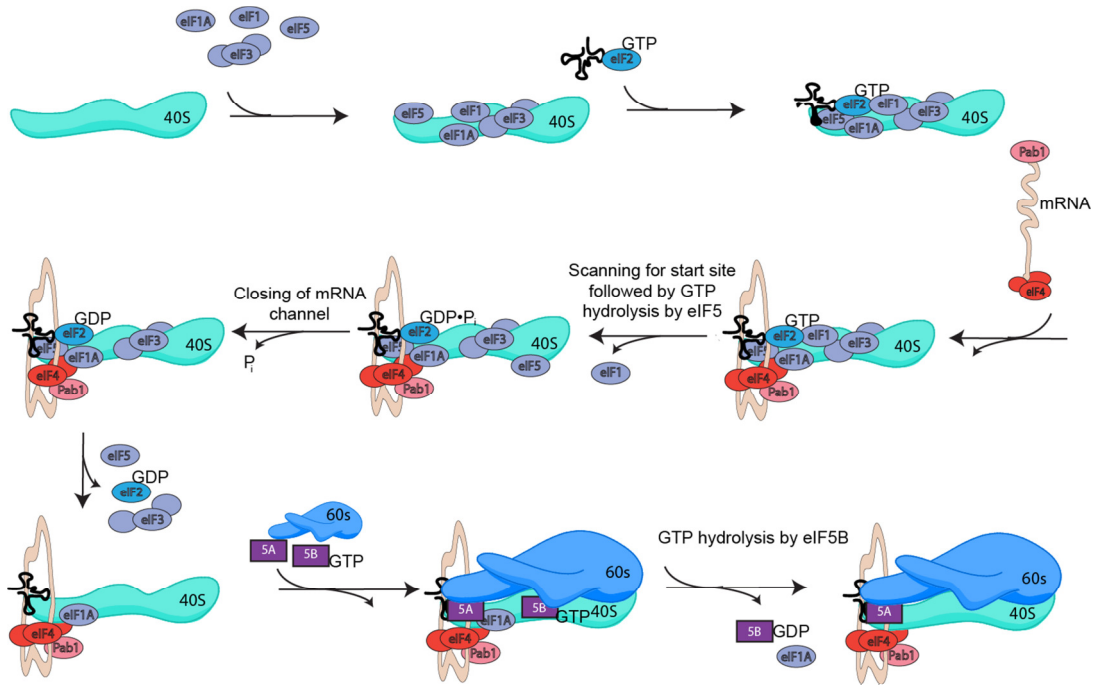 eIF1A
eIF1
eIF5
eIF3
40S
GTP
eIF2
eIF5
eIF1
eIF3
eIF1A
40S
GTP
eIF2
eIF1
eIF3
eIF5
eIF1A
40S
Pab1
mRNA
eIF4
GDP
eIF2
eIF3
eIF1A
40S
eIF4
Pab1
Closing of mRNA
channel
P
i
GDP•Pi
eIF2
eIF3
eIF5
eIF1A
40S
eIF5
eIF4
Pab1
Scanning for start site
followed by GTP
hydrolysis by eIF5
eIF1
GTP
eIF2
eIF1
eIF3
eIF1A
40S
eIF4
Pab1
eIF5
GDP
eIF2
eIF3
40S
eIF1A
eIF4
Pab1
60s
5A
5B
GTP
60s
5A
5B
40S
eIF1A
GTP
eIF4
Pab1
GTP hydrolysis by eIF5B
5B
GDP
eIF1A
60s
5A
40S
eIF4
Pab1